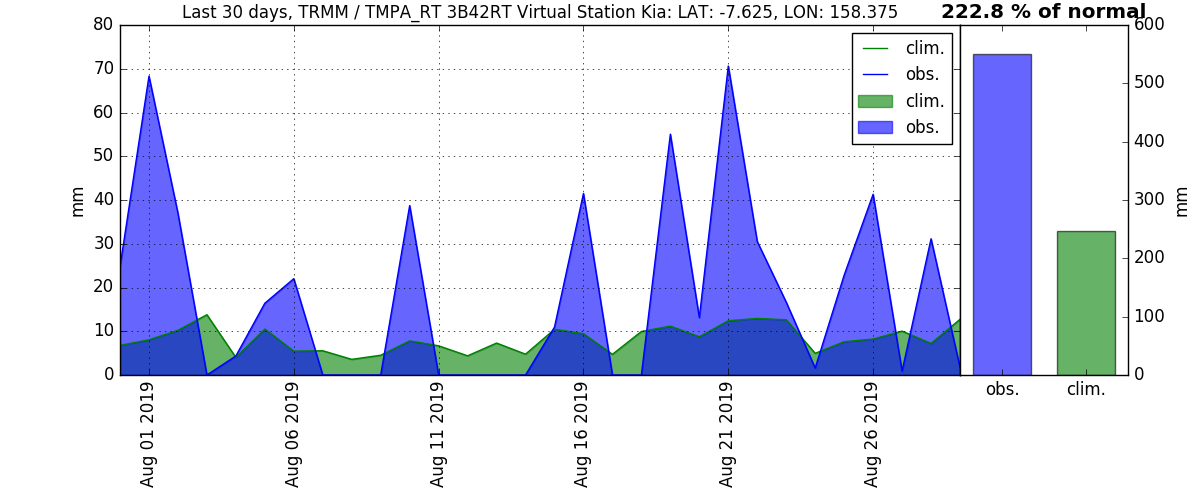 Last 30 days, TRMM / TMPA_RT 3B42RT Virtual Station Kia: LAT: -7.625, LON: 158.375
222.8 % of normal
80
70
60
50
40
30
20
10
0
mm
clim.
obs.
clim.
obs.
Aug 01 2019
Aug 06 2019
Aug 11 2019
Aug 16 2019
Aug 21 2019
Aug 26 2019
600
500
400
300
200
100
0
mm
obs.
clim.